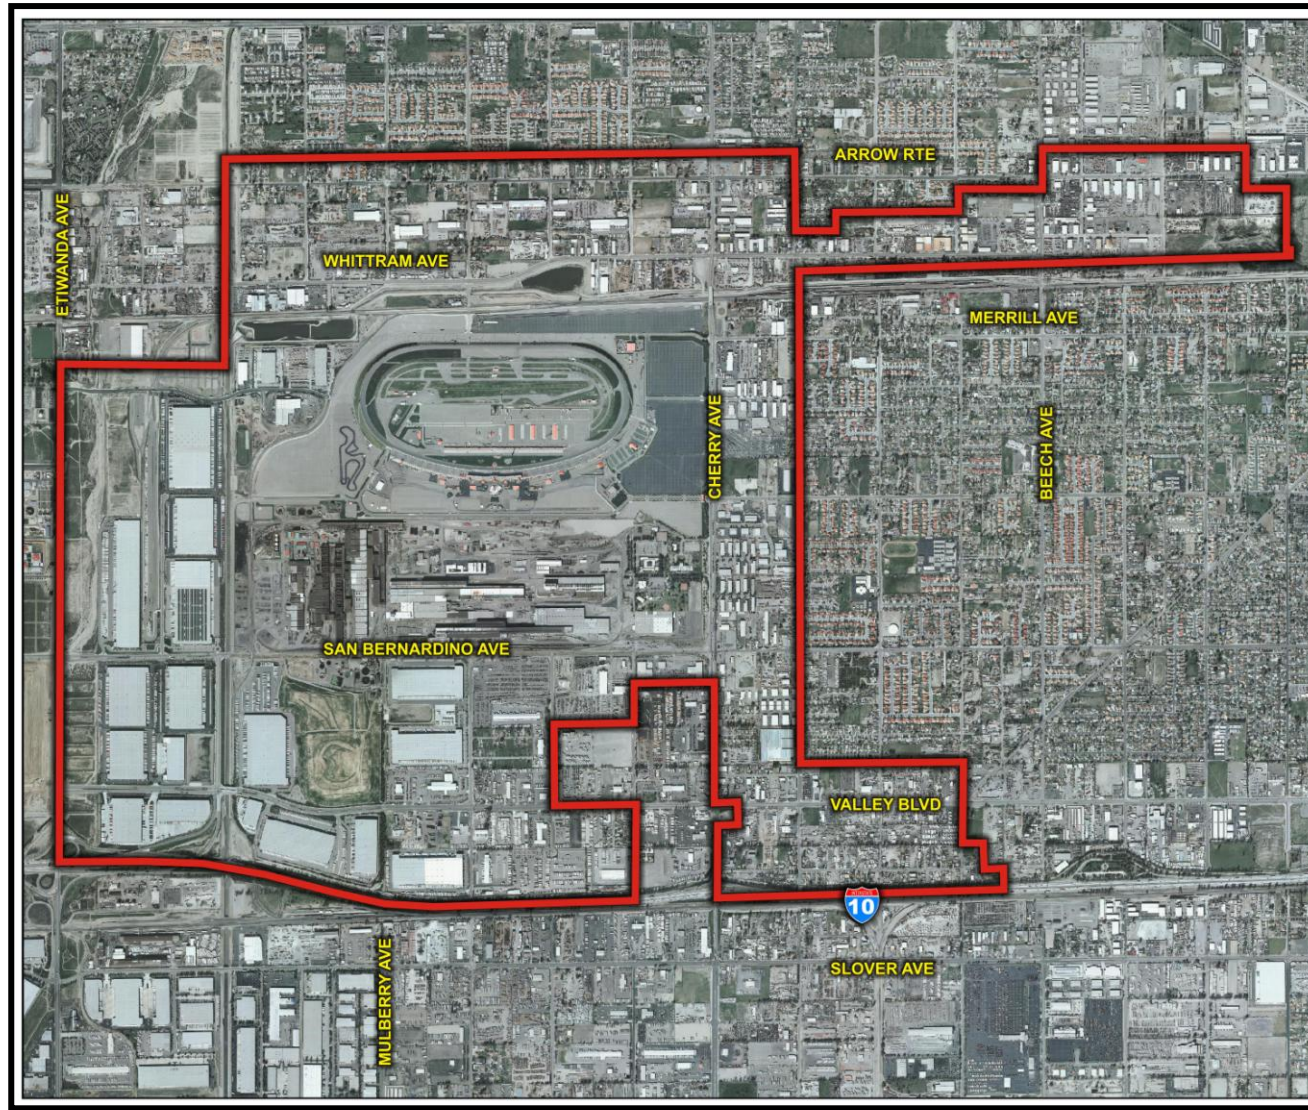 ARROW RTE
ETIWANDA AVE
WHITTRAM AVE
MERRILL AVE
CHERRY AVE
BEECH AVE
SAN BERNARDINO AVE
VALLEY BLVD
10
SLOVER AVE
MULBERRY AVE